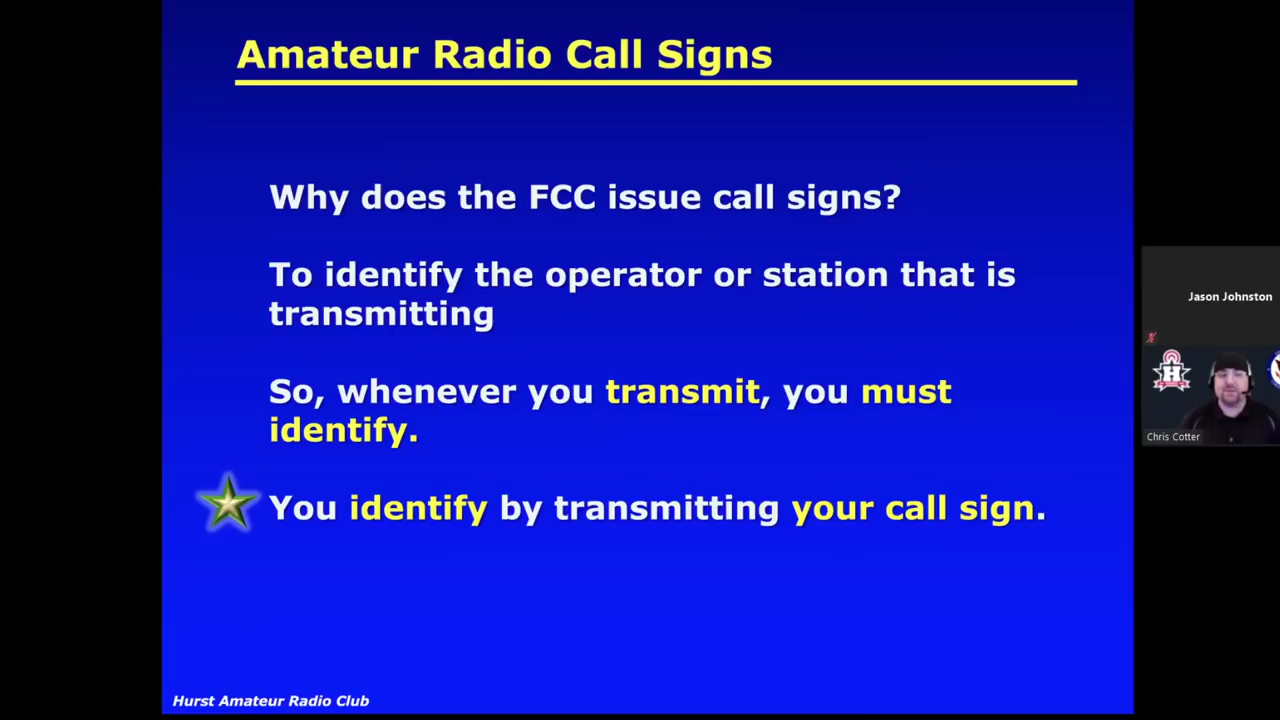 Amateur Radio Call Signs
Why does the FCC issue call signs?
To identify the operator or station that is
transmitting
So, whenever you transmit, you must
identify.
You identify by transmitting your call sign.
Hurst Amateur Radio Club
Jason Johnston
H
Chris Cotter